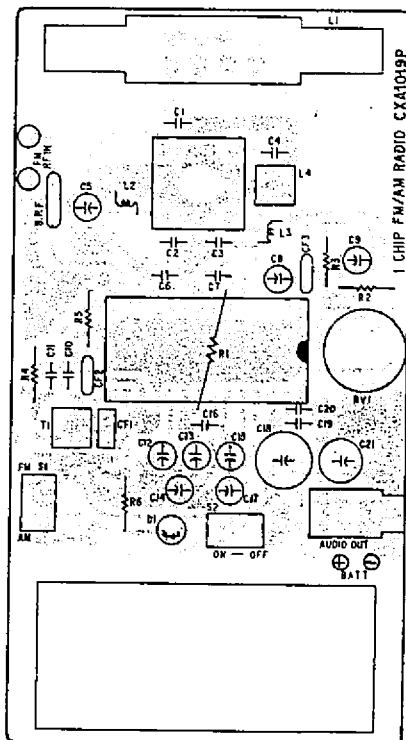 L1
1 CHIP FM/AM RADIO CXA1019P
C1
FM
RFIN
C4
B.P.F.
C5
L2
L4
L3
C2
C3
C8
CF3
R3
C9
C6
C7
R2
R5
R1
R4
C11
C10
CF2
RV1
C20
C19
C16
T1
CF1
C12
C13
C15
C18
C21
FM S1
AM
C14
C17
R6
D1
S2
ON — OFF
AUDIO OUT
+ −
BATT